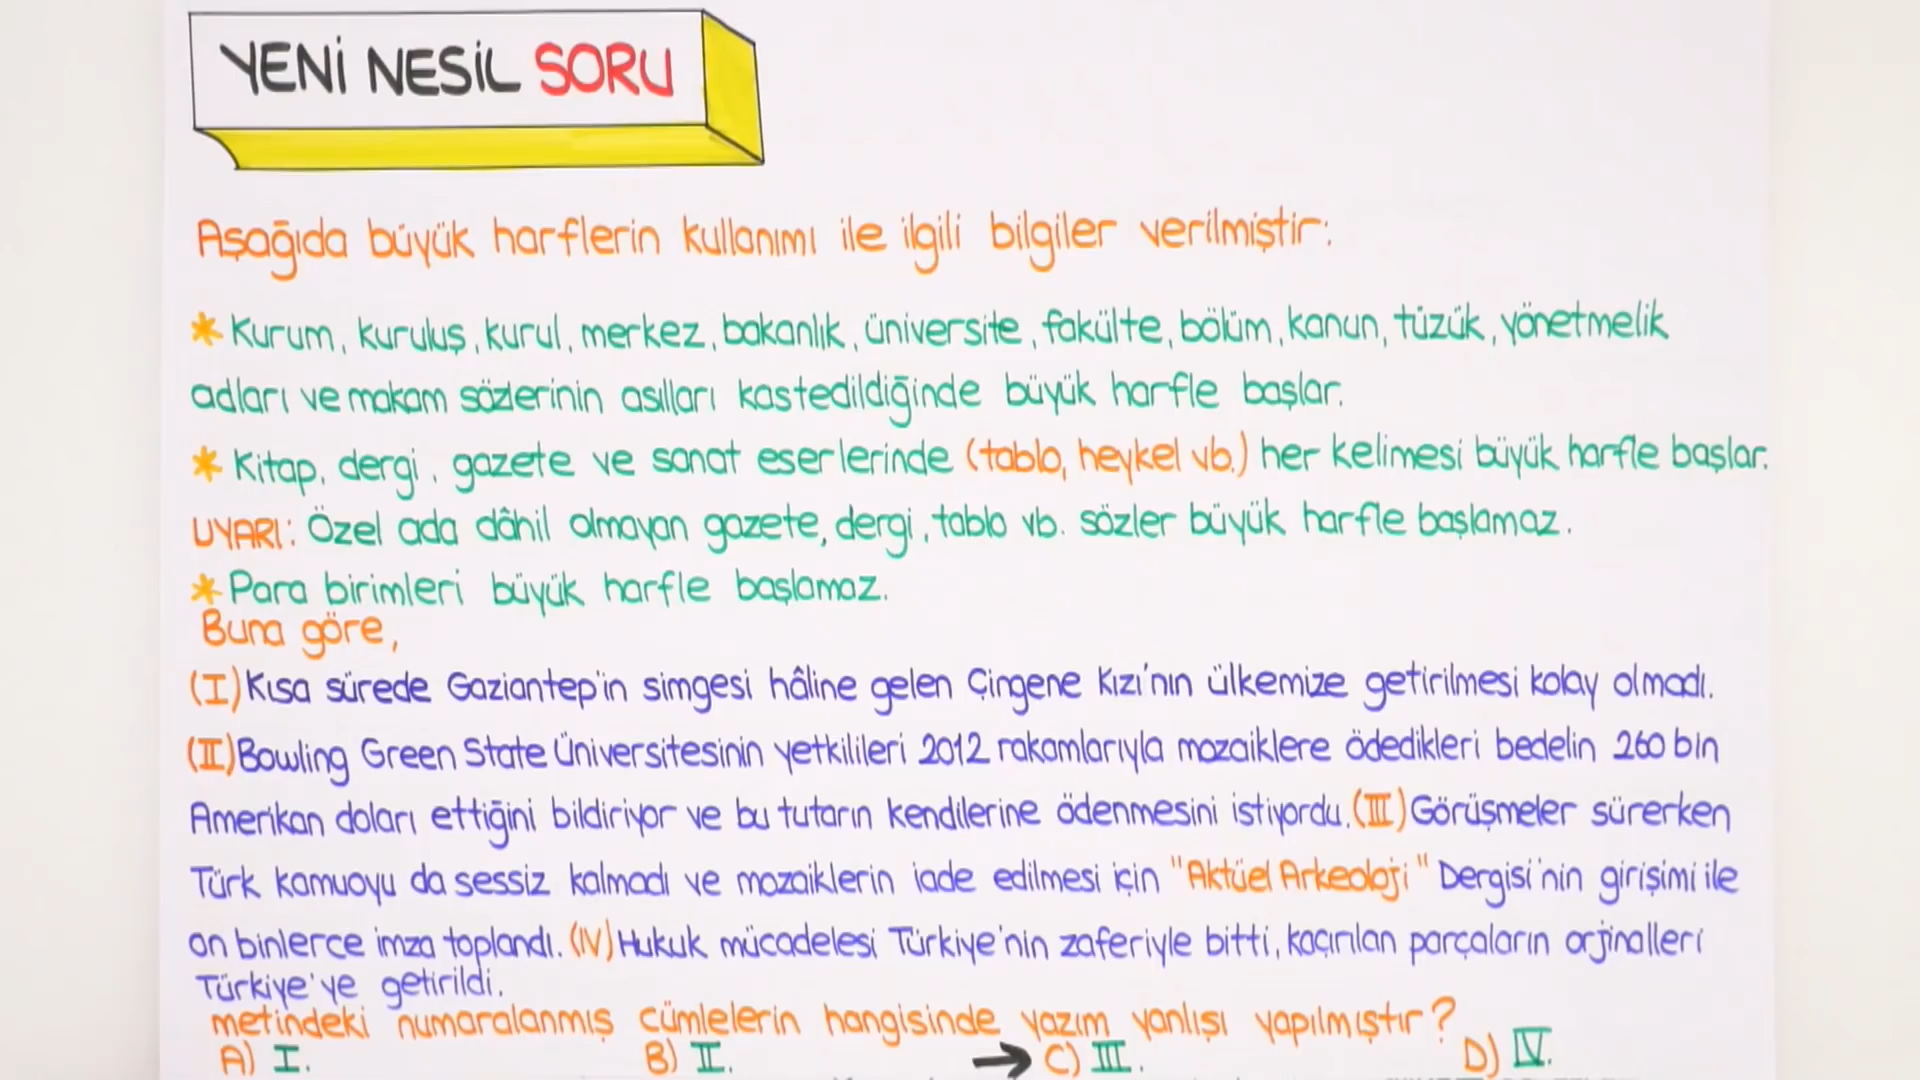 YENİ NESİL SORU
Aşağıda büyük harflerin kullanımı ile ilgili bilgiler verilmiştir:
* Kurum, kuruluş, kurul, merkez, bakanlık, üniversite, fakülte, bölüm, kanun, tüzük, yönetmelik
adları ve makam sözlerinin asılları kastedildiğinde büyük harfle başlar.
* Kitap, dergi, gazete ve sanat eserlerinde (tablo, heykel vb.) her kelimesi büyük harfle başlar.
UYARI: Özel ada dâhil olmayan gazete, dergi, tablo vb. sözler büyük harfle başlamaz.
* Para birimleri büyük harfle başlamaz.
Buna göre,
(I) Kısa sürede Gaziantep'in simgesi hâline gelen Çingene Kızı'nın ülkemize getirilmesi kolay olmadı.
(II) Bowling Green State Üniversitesinin yetkilileri 2012 rakamlarıyla mozaiklere ödedikleri bedelin 260 bin
Amerikan doları ettiğini bildiriyor ve bu tutarın kendilerine ödenmesini istiyordu. (III) Görüşmeler sürerken
Türk kamuoyu da sessiz kalmadı ve mozaiklerin iade edilmesi için "Aktüel Arkeoloji" Dergisi'nin girişimi ile
on binlerce imza toplandı. (IV) Hukuk mücadelesi Türkiye'nin zaferiyle bitti, kaçırılan parçaların orjinalleri
Türkiye'ye getirildi.
metindeki numaralanmış cümlelerin hangisinde yazım yanlışı yapılmıştır?
A) I. B) II. → C) III. D) IV.